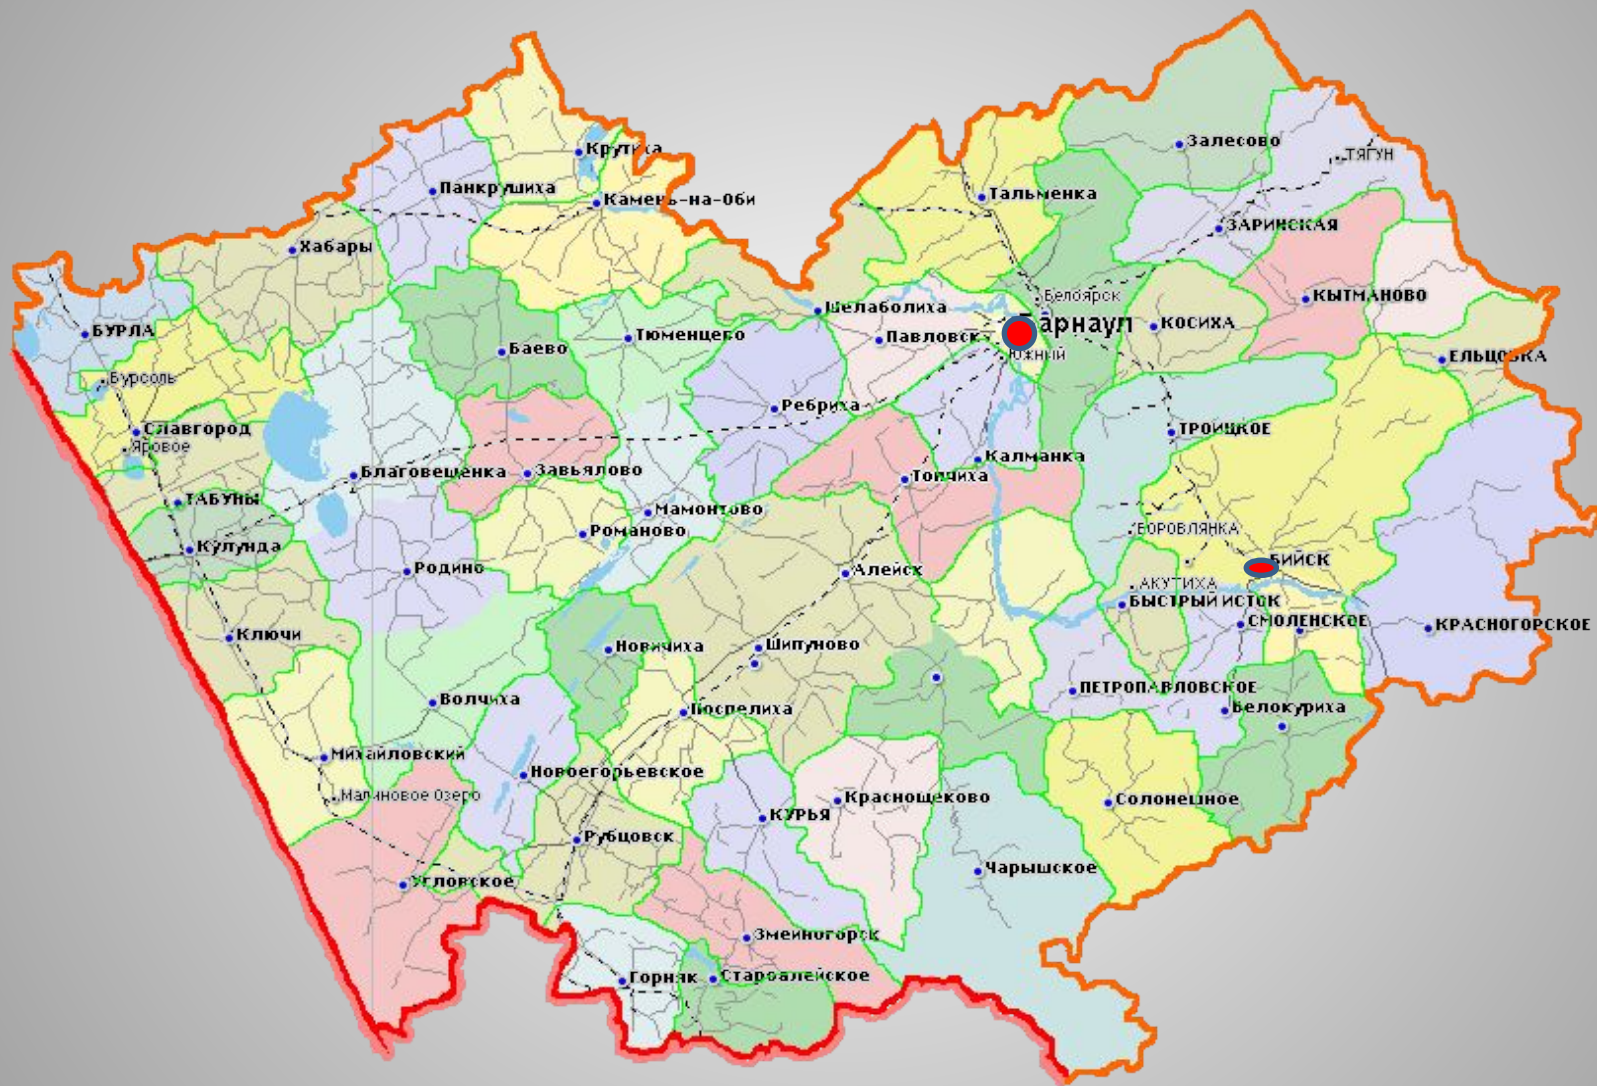 Крутиха
Залесово
ТЯГУН
Панкрушиха
Камень-на-Оби
Тальменка
Хабары
ЗАРИНСКАЯ
Белоярск
КЫТМАНОВО
Шелаболиха
БУРЛА
Тюменцево
Павловск
Барнаул
КОСИХА
Баево
Южный
ЕЛЬЦОВКА
Бурсоль
Ребриха
Славгород
ТРОИЦКОЕ
Яровое
Калманка
Благовещенка
Завьялово
Топчиха
ТАБУНЫ
Мамонтово
Романово
БОРОВЛЯНКА
Кулунда
БИЙСК
Родино
Алейск
АКУТИХА
БЫСТРЫЙ ИСТОК
СМОЛЕНСКОЕ
КРАСНОГОРСКОЕ
Ключи
Новичиха
Шипуново
ПЕТРОПАВЛОВСКОЕ
Волчиха
Поспелиха
Белокуриха
Михайловский
Новоегорьевское
Малиновое Озеро
Краснощеково
Солонешное
КУРЬЯ
Рубцовск
Чарышское
Угловское
Змеиногорск
Горняк
Староалейское